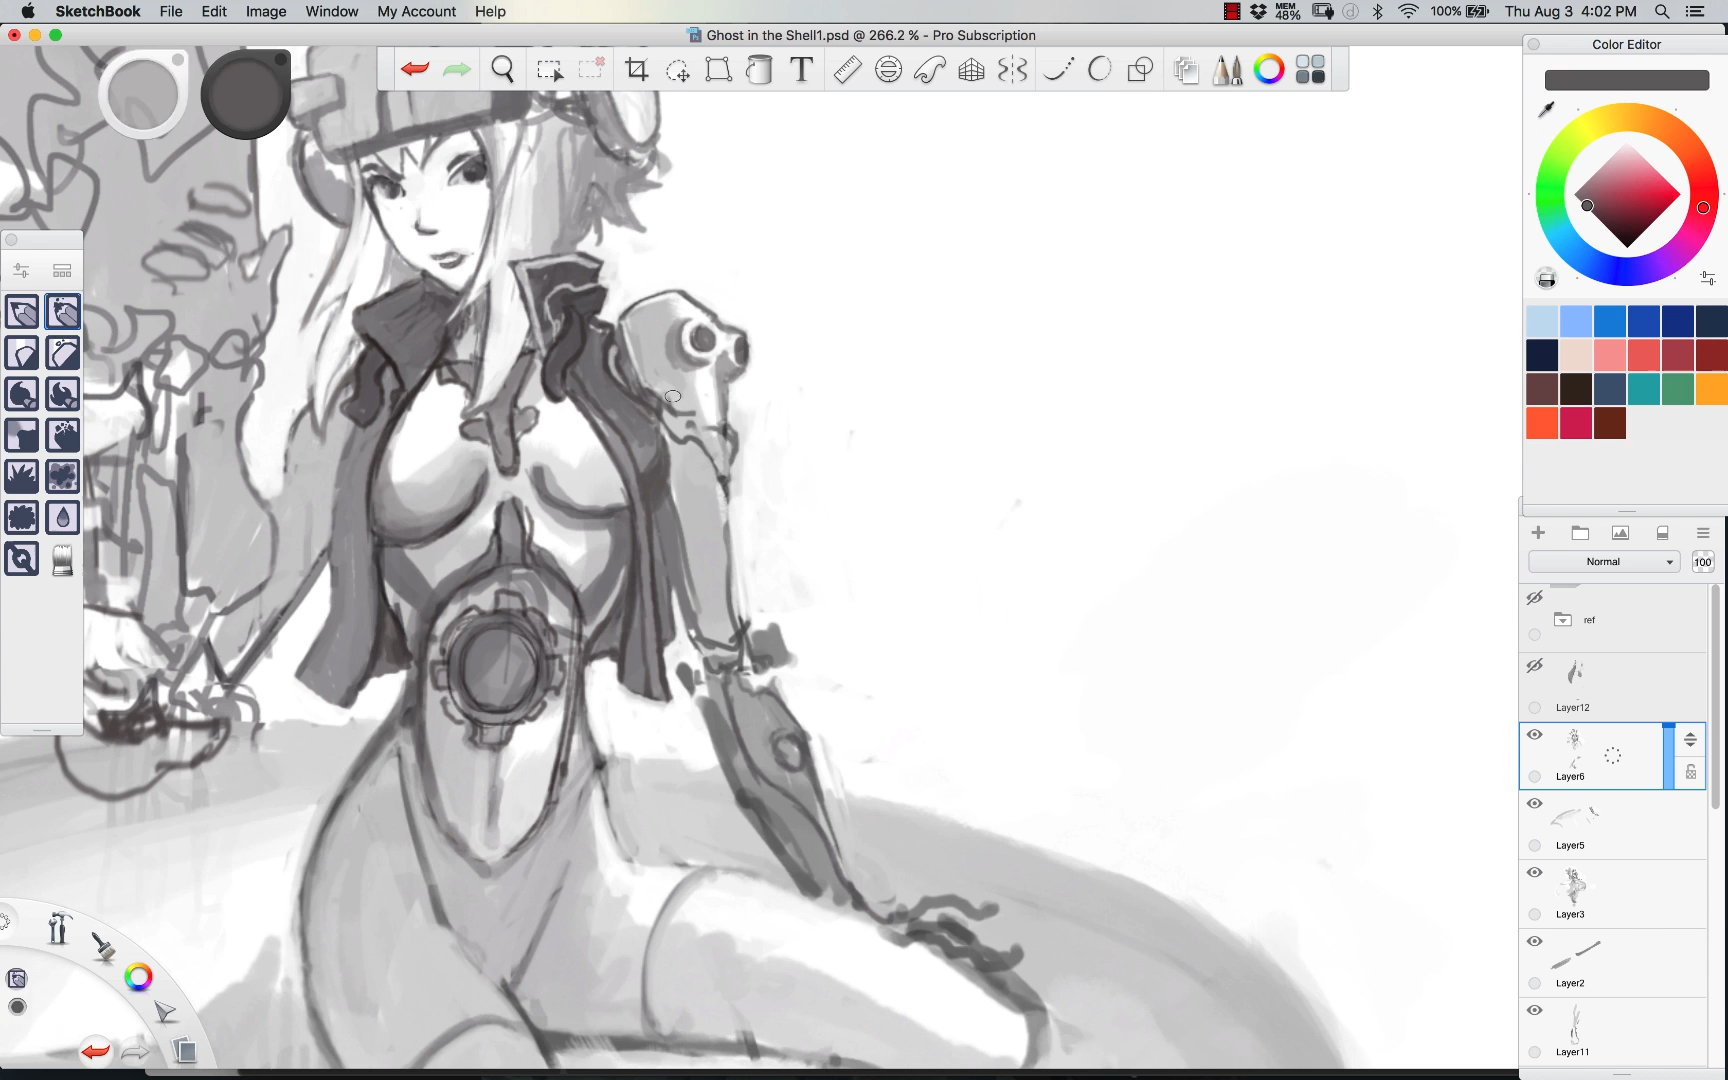 SketchBook File Edit Image Window My Account Help
MEM
48%
100%
Thu Aug 3 4:02 PM
Ghost in the Shell1.psd @ 266.2 % - Pro Subscription
T
Color Editor
Normal
100
ref
Layer12
Layer6
Layer5
Layer3
Layer2
Layer11